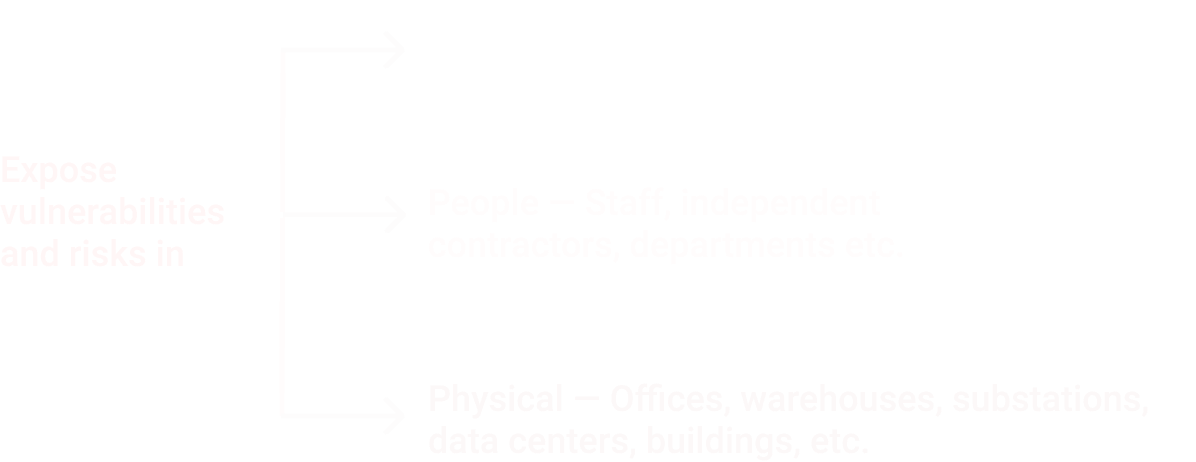 Expose
vulnerabilities
and risks in
People — Staff, independent
contractors, departments etc.
Physical — Offices, warehouses, substations,
data centers, buildings, etc.